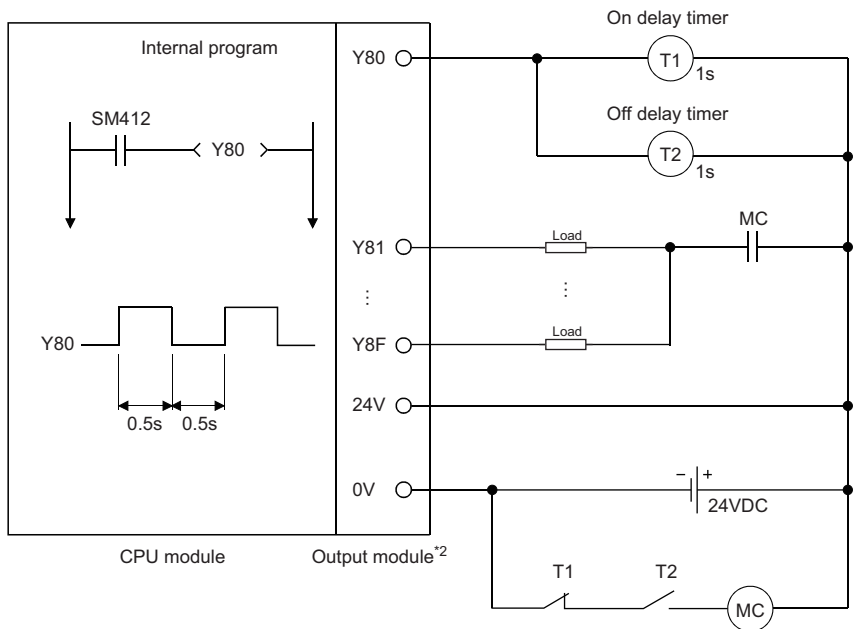 On delay timer
Internal program
Y80
T1
1s
SM412
Off delay timer
Y80
T2
1s
MC
Y81
Load
⋮
⋮
Y80
Y8F
Load
24V
0.5s
0.5s
− +
0V
24VDC
CPU module
Output module*2
T1
T2
MC